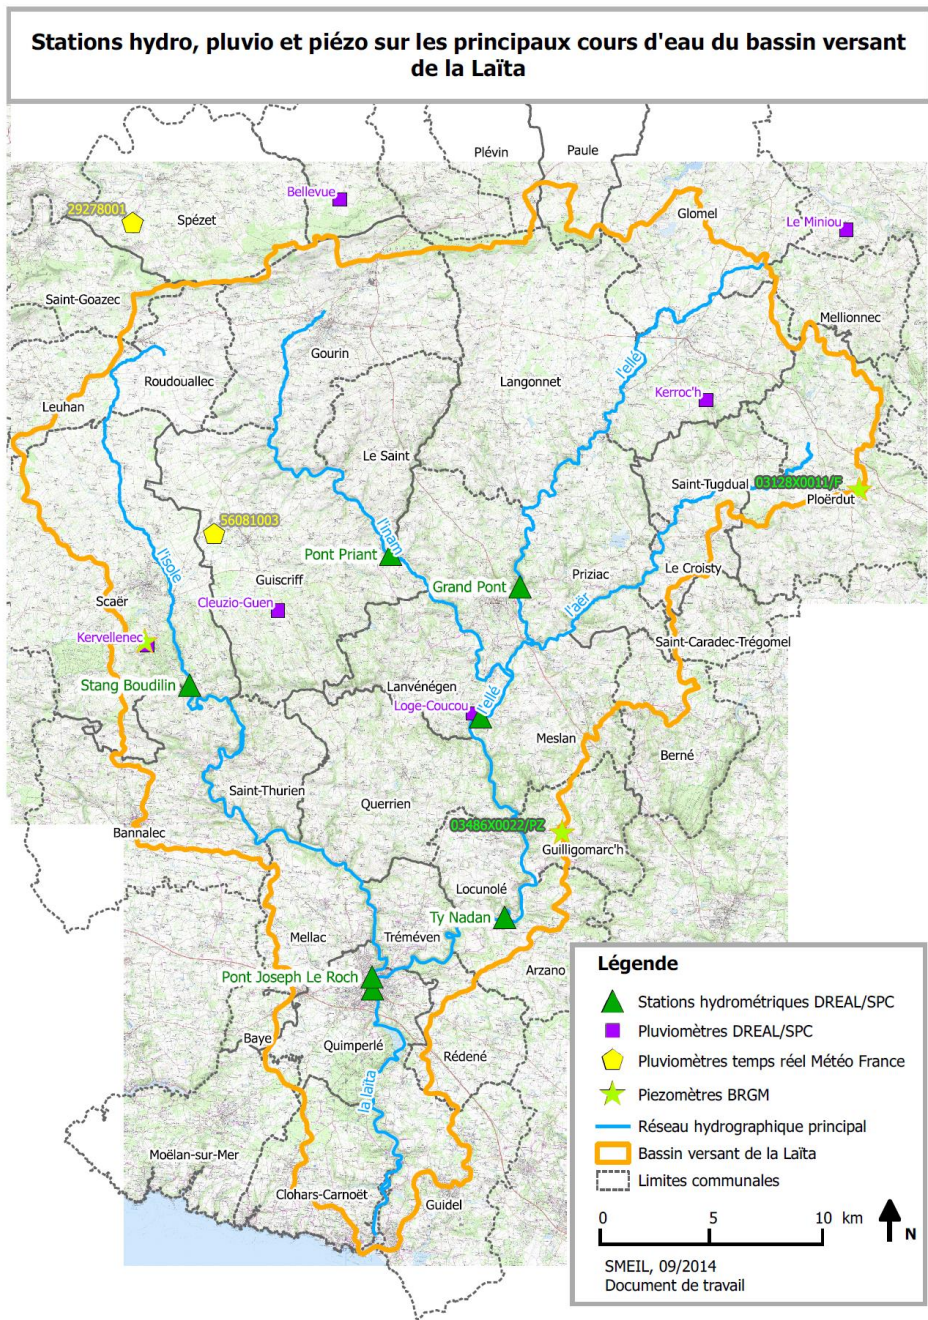 Stations hydro, pluvio et piézo sur les principaux cours d'eau du bassin versant
de la Laïta
Plévin
Paule
Bellevue
29278001
Spézet
Glomel
Le Miniou
Saint-Goazec
Mellionnec
Gourin
Roudouallec
Langonnet
l'ellé
Kerroc'h
Leuhan
Le Saint
Saint-Tugdual
03128X0011/F
Ploërdut
56081003
l'inam
l'isole
Pont Priant
Guiscriff
Grand Pont
Priziac
Le Croisty
l'aër
Scaër
Cleuzio-Guen
Kervellenec
Saint-Caradec-Trégomel
Stang Boudilin
Lanvénégen
l'ellé
Loge-Coucou
Meslan
Berné
Saint-Thurien
Querrien
03486X0022/PZ
Bannalec
Guilligomarc'h
Locunolé
Ty Nadan
Mellac
Tréméven
Arzano
Pont Joseph Le Roch
Baye
Quimperlé
Rédené
la laïta
Moëlan-sur-Mer
Clohars-Carnoët
Guidel
Légende
Stations hydrométriques DREAL/SPC
Pluviomètres DREAL/SPC
Pluviomètres temps réel Météo France
Piezomètres BRGM
Réseau hydrographique principal
Bassin versant de la Laïta
Limites communales
0 5 10 km
N
SMEIL, 09/2014
Document de travail